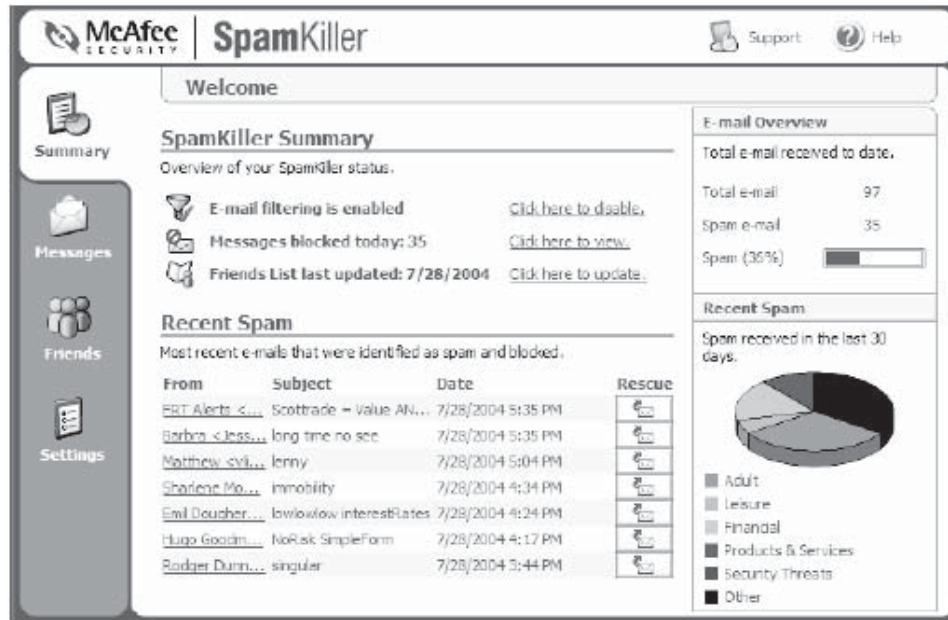 McAfee SECURITY SpamKiller Support Help
Welcome
Summary
Messages
Friends
Settings
SpamKiller Summary
Overview of your SpamKiller status.
E-mail filtering is enabled Click here to disable.
Messages blocked today: 35 Click here to view.
Friends List last updated: 7/28/2004 Click here to update.
Recent Spam
Most recent e-mails that were identified as spam and blocked.
From Subject Date Rescue
ERT Alerts <... Scottrade - Value AN... 7/28/2004 5:35 PM
Barbra <Jess... long time no see 7/28/2004 5:35 PM
Matthew <vli... lenny 7/28/2004 5:04 PM
Sharlene Mo... immobility 7/28/2004 4:34 PM
Emil Dougher... lowlowlow interestRates 7/28/2004 4:24 PM
Hugo Goodm... NoRisk SimpleForm 7/28/2004 4:17 PM
Rodger Dunn... singular 7/28/2004 3:44 PM
E-mail Overview
Total e-mail received to date.
Total e-mail 97
Spam e-mail 35
Spam (36%)
Recent Spam
Spam received in the last 30
days.
Adult
Leisure
Financial
Products & Services
Security Threats
Other